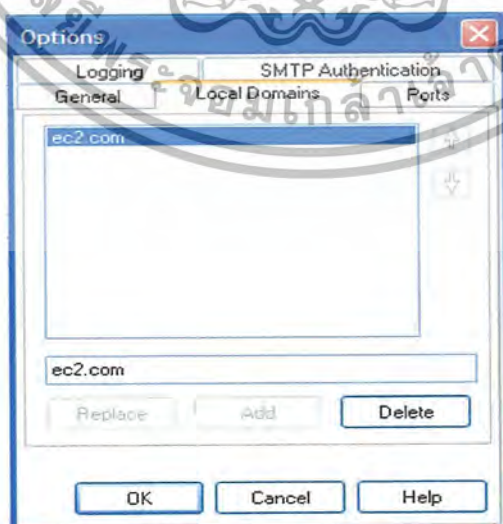 Options
Logging SMTP Authentication
General Local Domains Ports
ec2.com
ec2.com
Replace Add Delete
OK Cancel Help